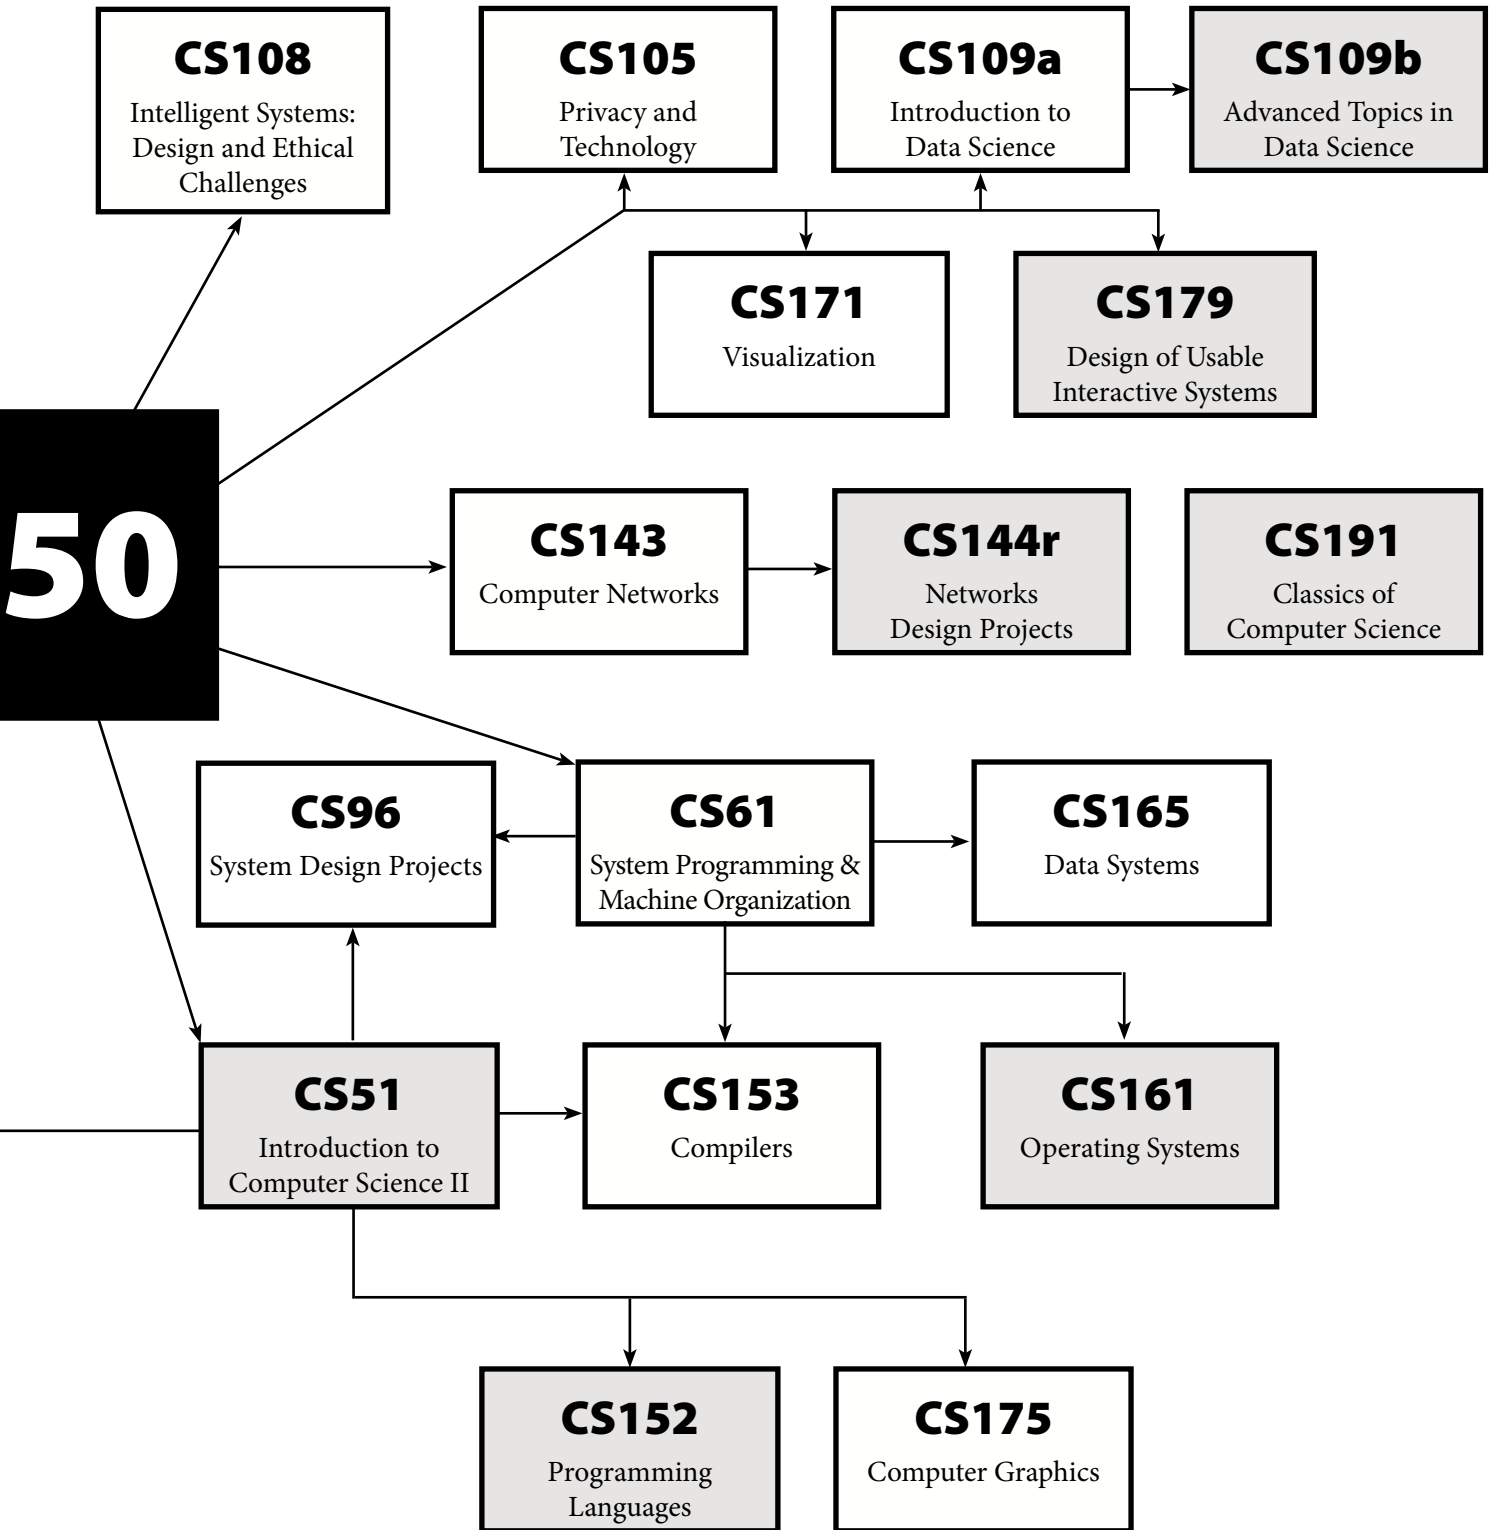 CS108
Intelligent Systems:
Design and Ethical
Challenges
CS105
Privacy and
Technology
CS109a
Introduction to
Data Science
CS109b
Advanced Topics in
Data Science
CS171
Visualization
CS179
Design of Usable
Interactive Systems
50
CS143
Computer Networks
CS144r
Networks
Design Projects
CS191
Classics of
Computer Science
CS96
System Design Projects
CS61
System Programming &
Machine Organization
CS165
Data Systems
CS51
Introduction to
Computer Science II
CS153
Compilers
CS161
Operating Systems
CS152
Programming
Languages
CS175
Computer Graphics